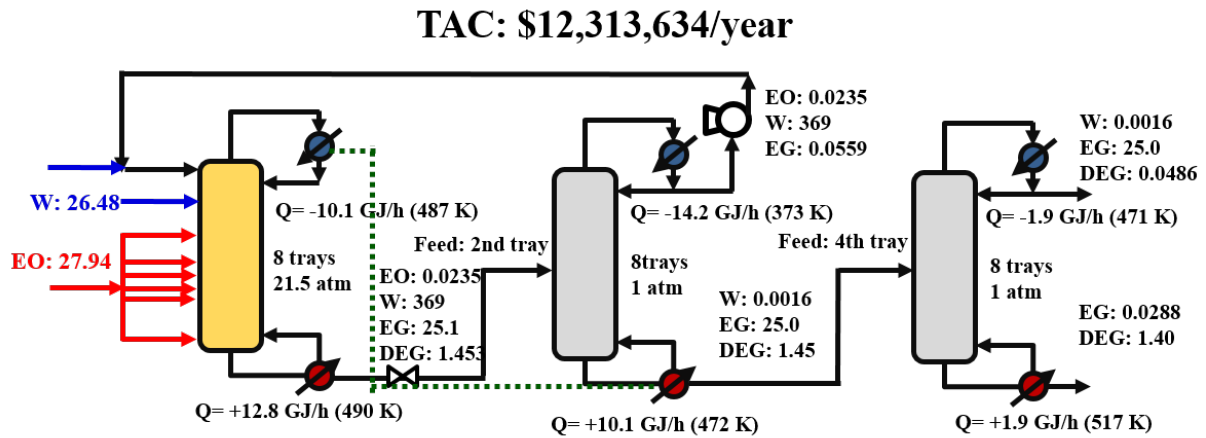 TAC: $12,313,634/year
EO: 0.0235
W: 369
EG: 0.0559
W: 0.0016
EG: 25.0
DEG: 0.0486
W: 26.48
Q= -10.1 GJ/h (487 K)
Q= -14.2 GJ/h (373 K)
Q= -1.9 GJ/h (471 K)
EO: 27.94
8 trays
21.5 atm
Feed: 2nd tray
EO: 0.0235
W: 369
EG: 25.1
DEG: 1.453
8trays
1 atm
Feed: 4th tray
W: 0.0016
EG: 25.0
DEG: 1.45
8 trays
1 atm
EG: 0.0288
DEG: 1.40
Q= +12.8 GJ/h (490 K)
Q= +10.1 GJ/h (472 K)
Q= +1.9 GJ/h (517 K)